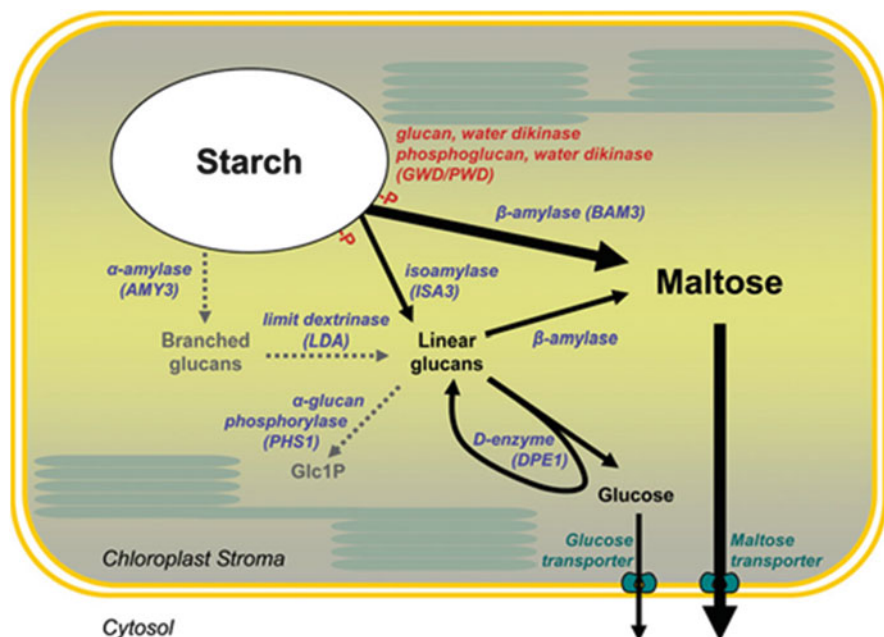 glucan, water dikinase
phosphoglucan, water dikinase
(GWD/PWD)
Starch
-P
-P
β-amylase (BAM3)
α-amylase
(AMY3)
isoamylase
(ISA3)
Maltose
limit dextrinase
(LDA)
Branched
glucans
Linear
glucans
β-amylase
α-glucan
phosphorylase
(PHS1)
Glc1P
D-enzyme
(DPE1)
Glucose
Chloroplast Stroma
Glucose
transporter
Maltose
transporter
Cytosol